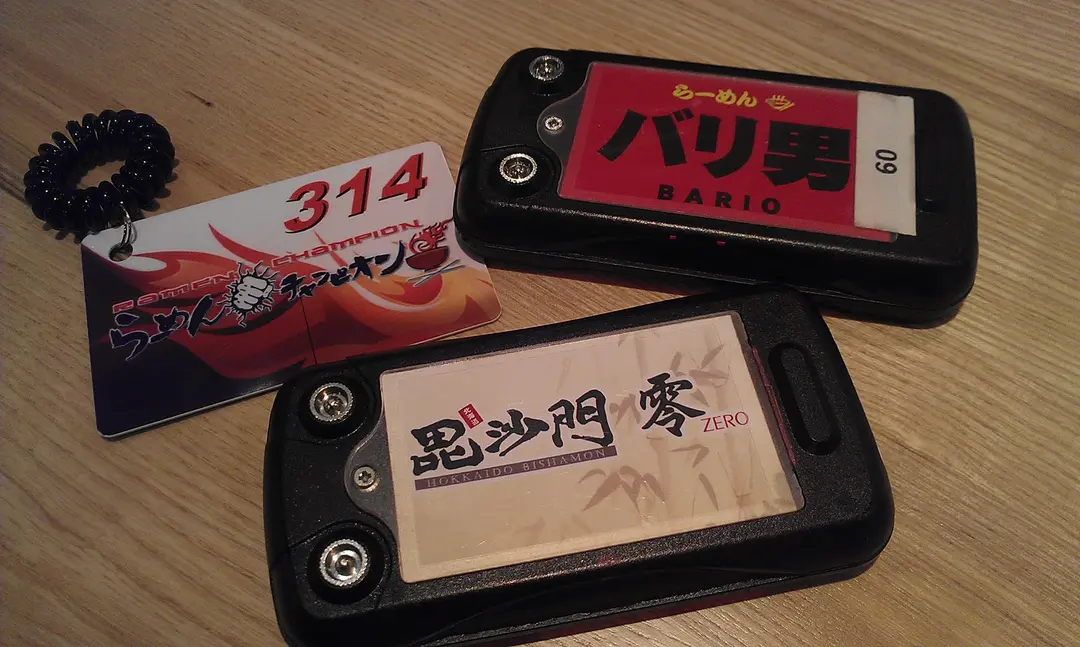 314
RAMEN CHAMPION
らーめんチャンピオン
らーめん
バリ男
BARIO
60
毘沙門 零
ZERO
HOKKAIDO BISHAMON